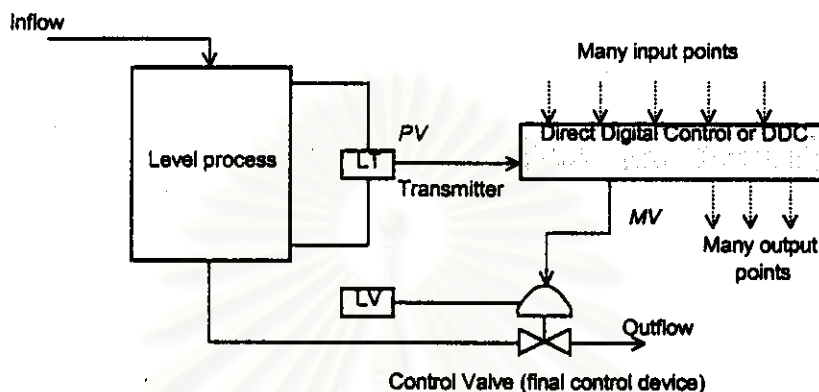 Inflow
Many input points
Direct Digital Control or DDC
PV
Level process
LT
Transmitter
MV
Many output
points
LV
Outflow
Control Valve (final control device)